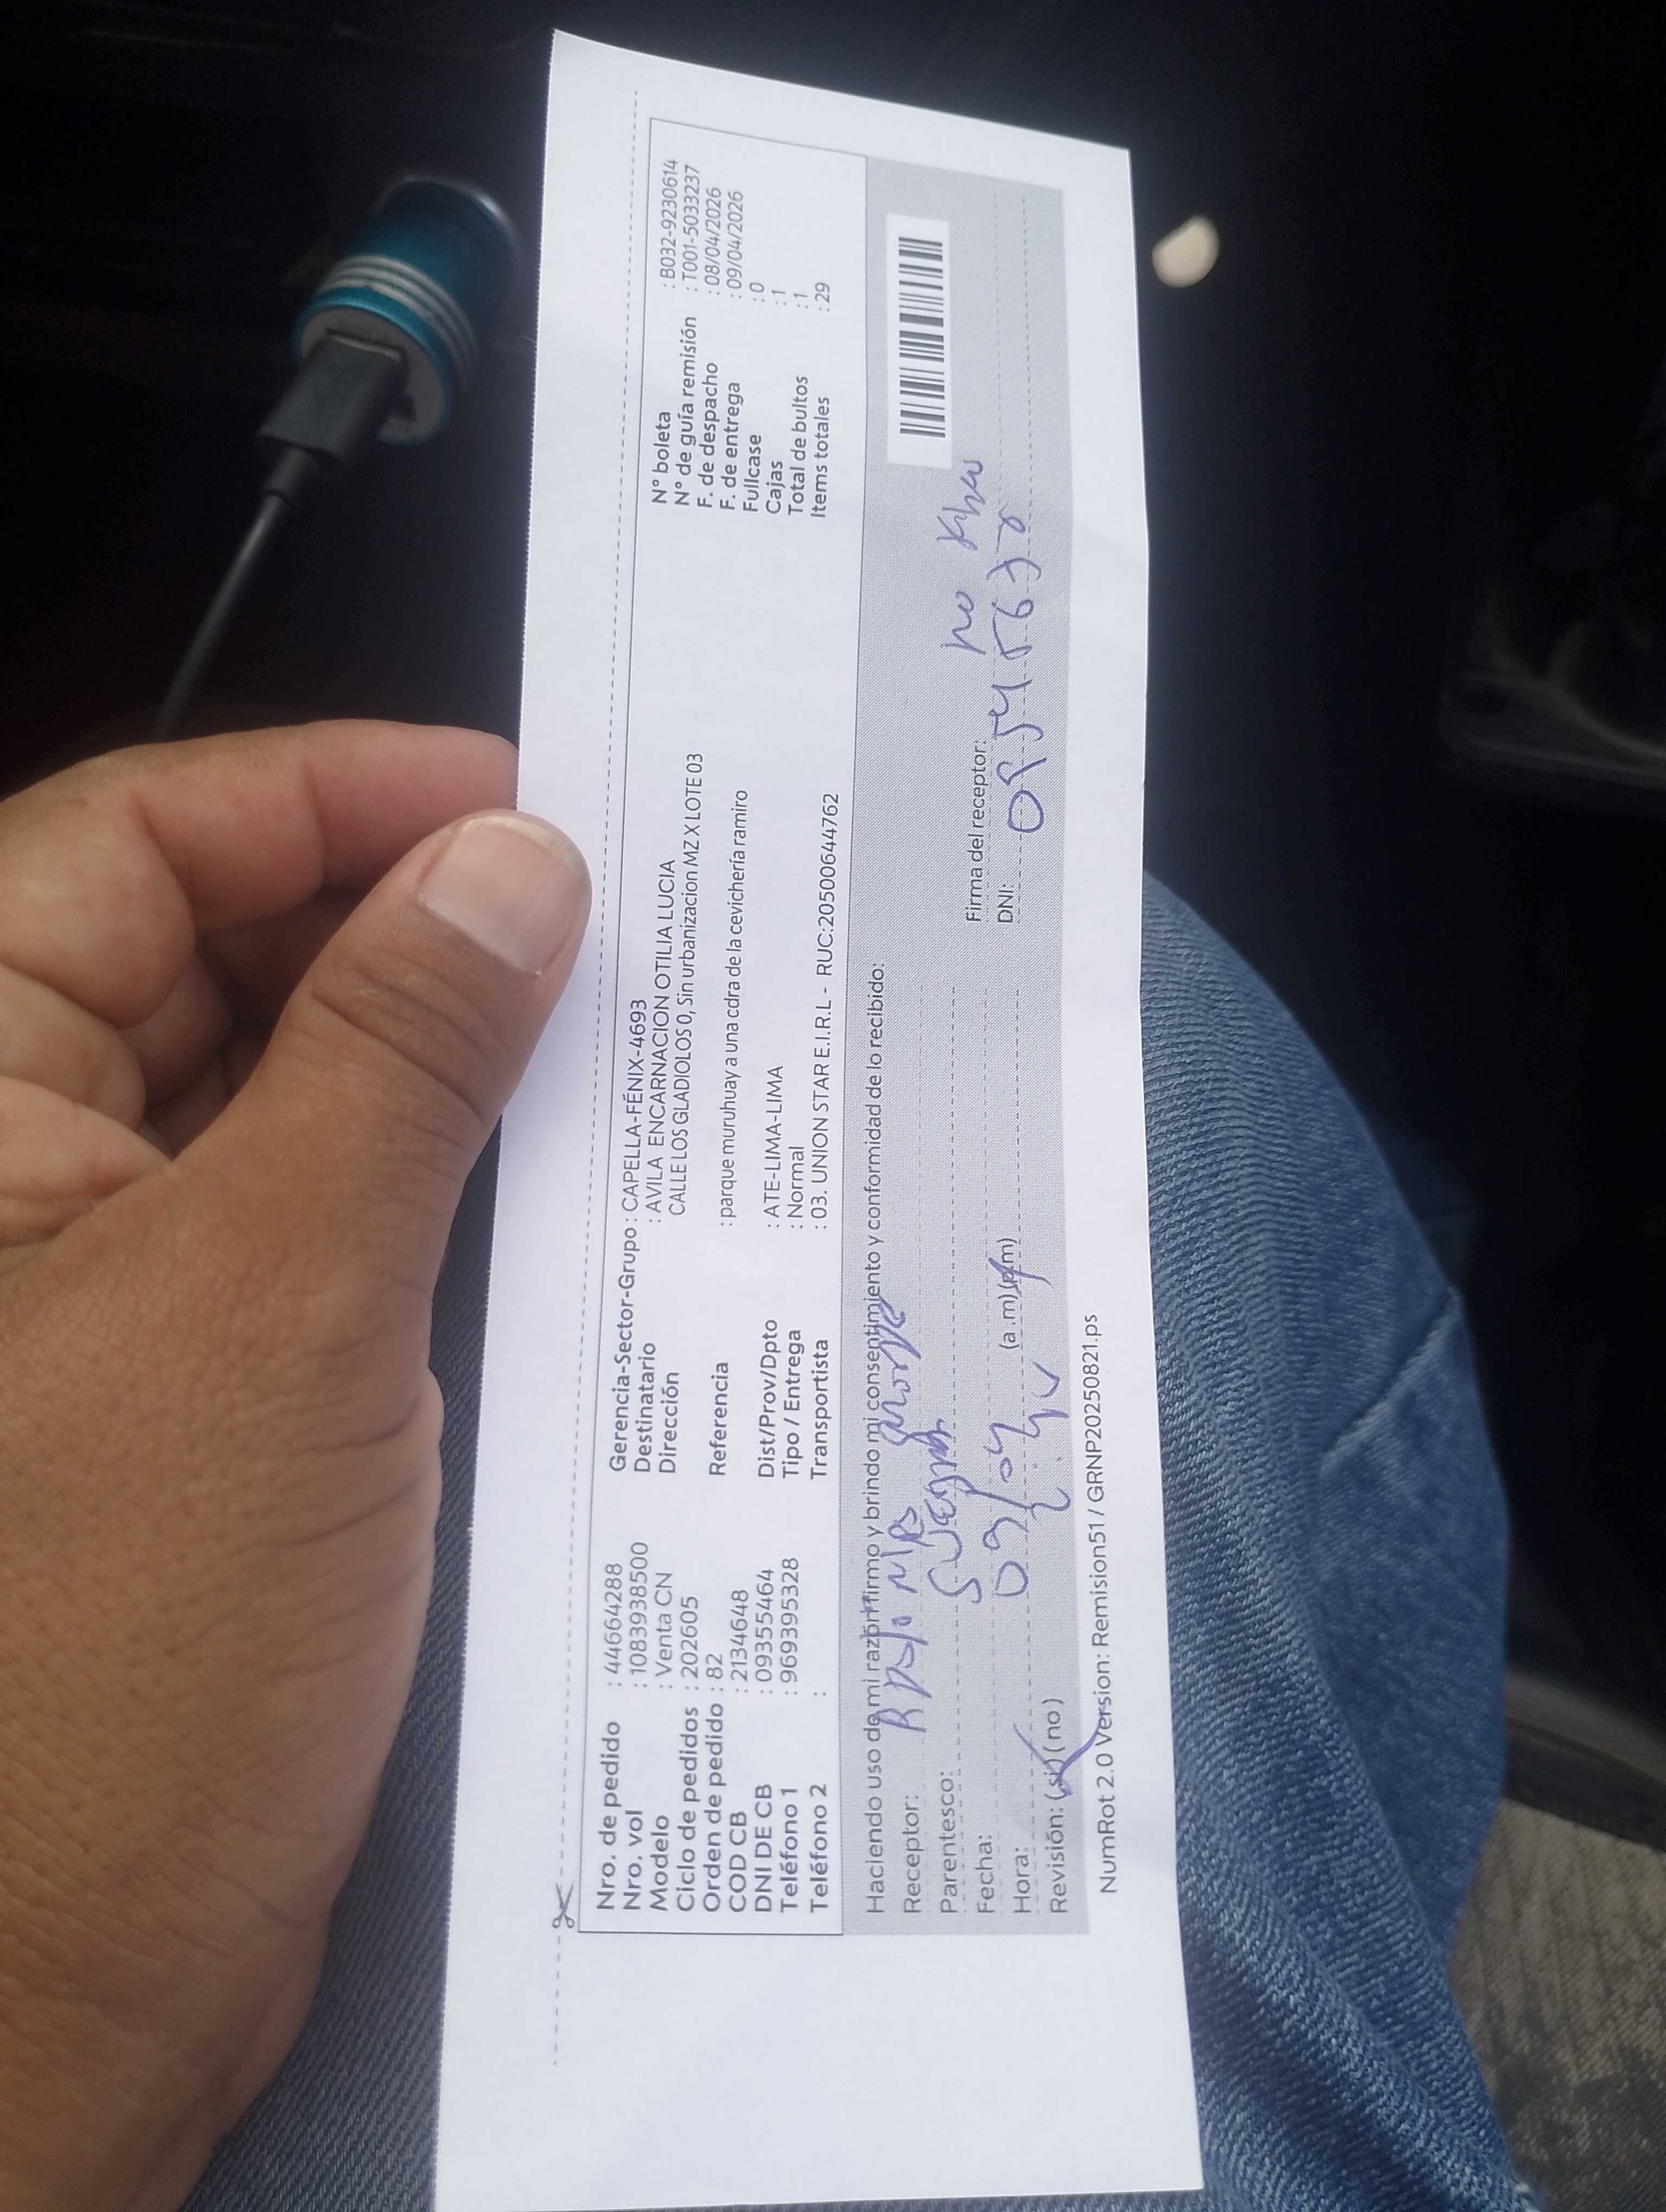 Nro. de pedido : 44664288
Nro. vol : 1083938500
Modelo : Venta CN
Ciclo de pedidos : 202605
Orden de pedido : 82
COD CB : 2134648
DNI DE CB : 09355464
Teléfono 1 : 969395328
Teléfono 2 :
Gerencia-Sector-Grupo : CAPELLA-FÉNIX-4693
Destinatario : AVILA ENCARNACION OTILIA LUCIA
Dirección CALLE LOS GLADIOLOS 0, Sin urbanizacion MZ X LOTE 03
Referencia : parque muruhuay a una cdra de la cevichería ramiro
Dist/Prov/Dpto : ATE-LIMA-LIMA
Tipo / Entrega : Normal
Transportista : 03. UNION STAR E.I.R.L - RUC:20500644762
N° boleta : B032-9230614
N° de guía remisión : T001-5033237
F. de despacho : 08/04/2026
F. de entrega : 09/04/2026
Fullcase : 0
Cajas : 1
Total de bultos : 1
Items totales : 29
Haciendo uso de mi razón firmo y brindo mi consentimiento y conformidad de lo recibido:
Receptor:
Parentesco: Suegra
Fecha: 09/04
Hora: (a.m) (p.m)
Revisión: (si) (no)
Firma del receptor: no
DNI:
NumRot 2.0 Version: Remision51 / GRNP20250821.ps